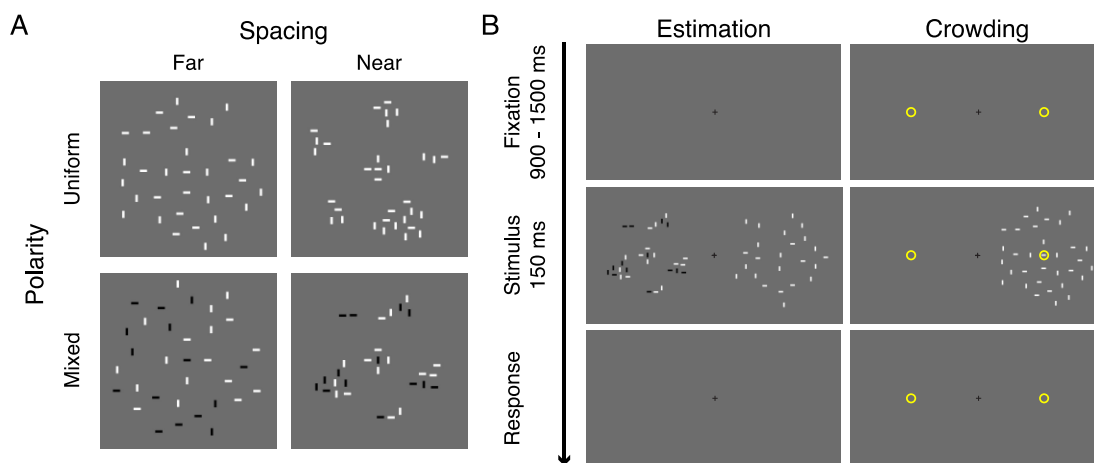 A
Spacing
Far
Near
Polarity
Uniform
Mixed
B
Estimation
Crowding
Fixation
900 - 1500 ms
Stimulus
150 ms
Response